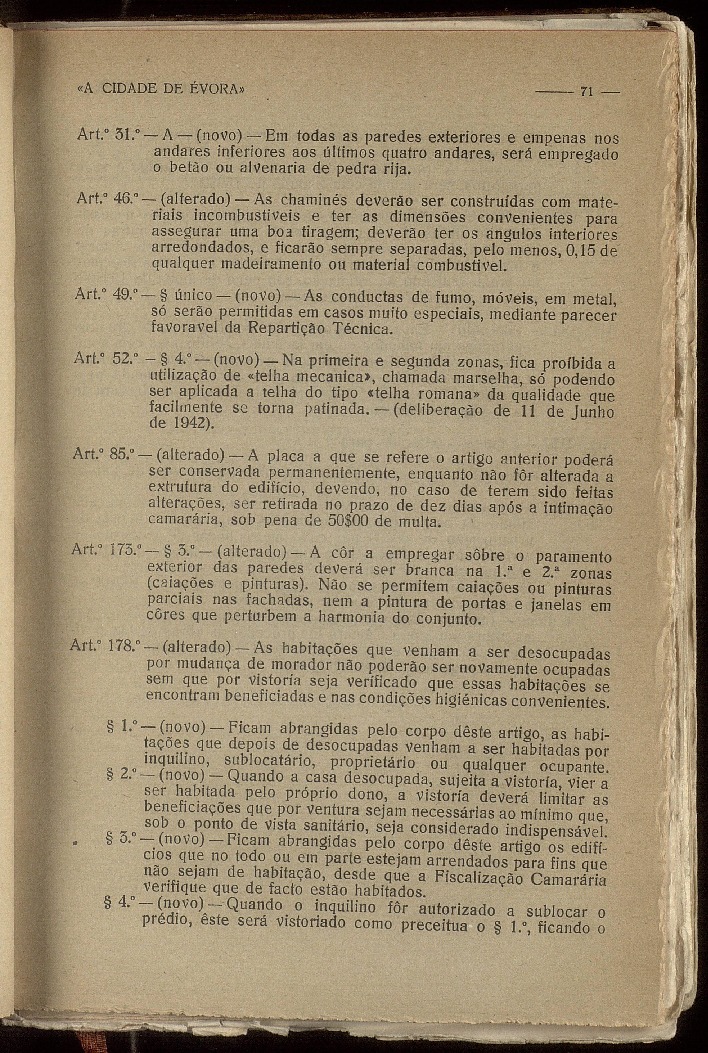 «A CIDADE DE ÉVORA» 71
Art.º 31.º — A — (novo) — Em todas as paredes exteriores e empenas nos
andares inferiores aos últimos quatro andares, será empregado
o betão ou alvenaria de pedra rija.
Art.º 46.º — (alterado) — As chaminés deverão ser construídas com mate-
riais incombustiveis e ter as dimensões convenientes para
assegurar uma boa tiragem; deverão ter os angulos interiores
arredondados, e ficarão sempre separadas, pelo menos, 0,15 de
qualquer madeiramento ou material combustivel.
Art.º 49.º — § único — (novo) — As conductas de fumo, móveis, em metal,
só serão permitidas em casos muito especiais, mediante parecer
favoravel da Repartição Técnica.
Art.º 52.º — § 4.º — (novo) — Na primeira e segunda zonas, fica proíbida a
utilização de «telha mecanica», chamada marselha, só podendo
ser aplicada a telha do tipo «telha romana» da qualidade que
facilmente se torna patinada. — (deliberação de 11 de Junho
de 1942).
Art.º 85.º — (alterado) — A placa a que se refere o artigo anterior poderá
ser conservada permanentemente, enquanto não fôr alterada a
extrutura do edifício, devendo, no caso de terem sido feitas
alterações, ser retirada no prazo de dez dias após a intimação
camarária, sob pena de 50$00 de multa.
Art.º 173.º — § 3.º — (alterado) — A côr a empregar sôbre o paramento
exterior das paredes deverá ser branca na 1.ª e 2.ª zonas
(caiações e pinturas). Não se permitem caiações ou pinturas
parciais nas fachadas, nem a pintura de portas e janelas em
côres que perturbem a harmonia do conjunto.
Art.º 178.º — (alterado) — As habitações que venham a ser desocupadas
por mudança de morador não poderão ser novamente ocupadas
sem que por vistoria seja verificado que essas habitações se
encontram beneficiadas e nas condições higiénicas convenientes.
§ 1.º — (novo) — Ficam abrangidas pelo corpo dêste artigo, as habi-
tações que depois de desocupadas venham a ser habitadas por
inquilino, sublocatário, proprietário ou qualquer ocupante.
§ 2.º — (novo) — Quando a casa desocupada, sujeita a vistoria, vier a
ser habitada pelo próprio dono, a vistoria deverá limitar as
beneficiações que por ventura sejam necessárias ao mínimo que,
sob o ponto de vista sanitário, seja considerado indispensável.
§ 3.º — (novo) — Ficam abrangidas pelo corpo dêste artigo os edifí-
cios que no todo ou em parte estejam arrendados para fins que
não sejam de habitação, desde que a Fiscalização Camarária
verifique que de facto estão habitados.
§ 4.º — (novo) — Quando o inquilino fôr autorizado a sublocar o
prédio, êste será vistoriado como preceitua o § 1.º, ficando o